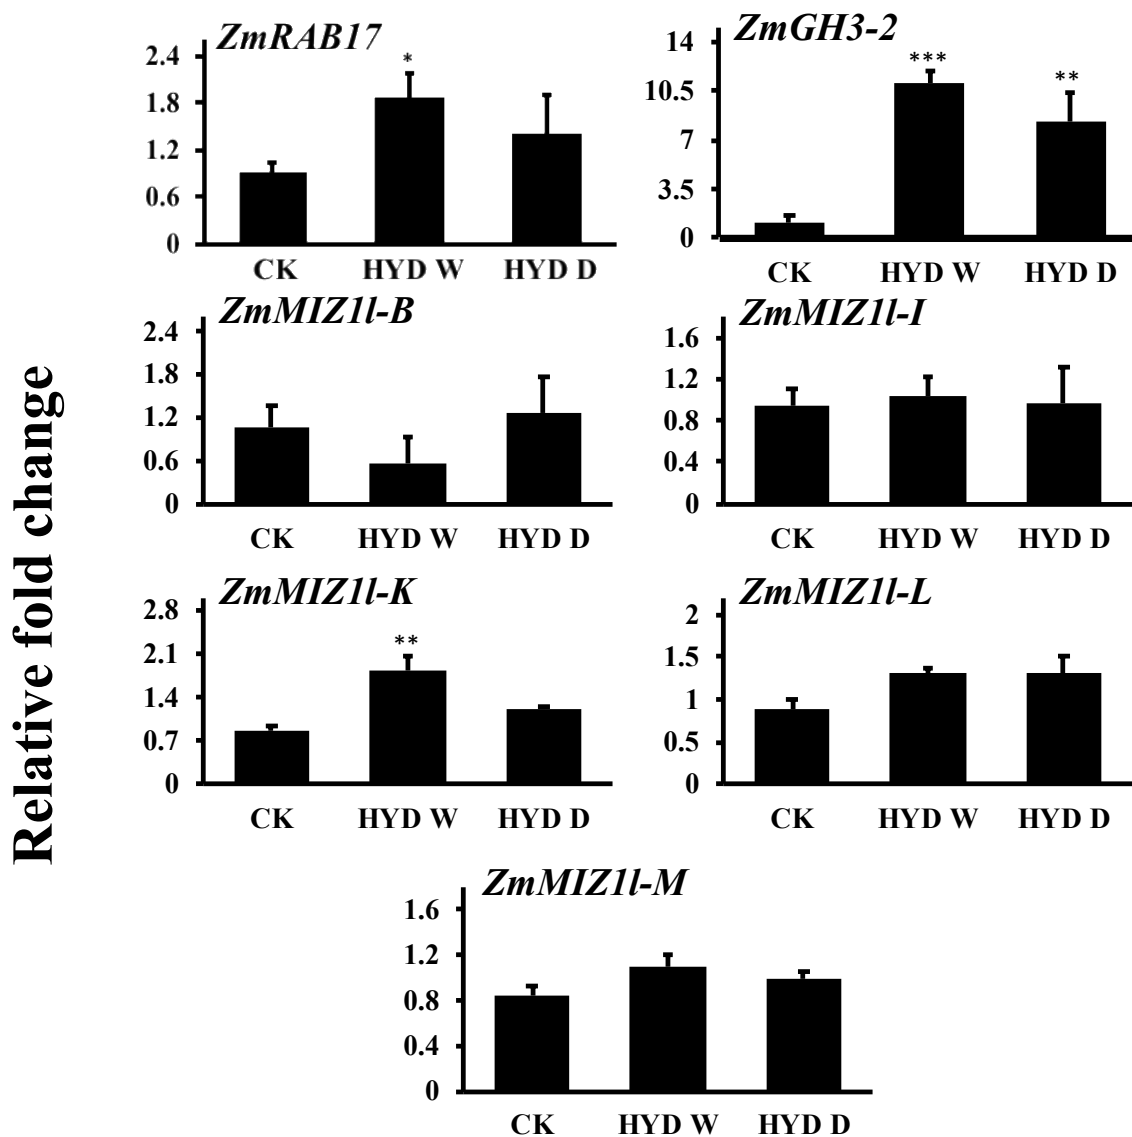 Relative fold change
ZmRAB17
*
2.4
1.8
1.2
0.6
0
CK HYD W HYD D
ZmGH3-2
***
**
14
10.5
7
3.5
0
CK HYD W HYD D
ZmMIZ1l-B
2.4
1.8
1.2
0.6
0
CK HYD W HYD D
ZmMIZ1l-I
1.6
1.2
0.8
0.4
0
CK HYD W HYD D
ZmMIZ1l-K
**
2.8
2.1
1.4
0.7
0
CK HYD W HYD D
ZmMIZ1l-L
2
1.5
1
0.5
0
CK HYD W HYD D
ZmMIZ1l-M
1.6
1.2
0.8
0.4
0
CK HYD W HYD D